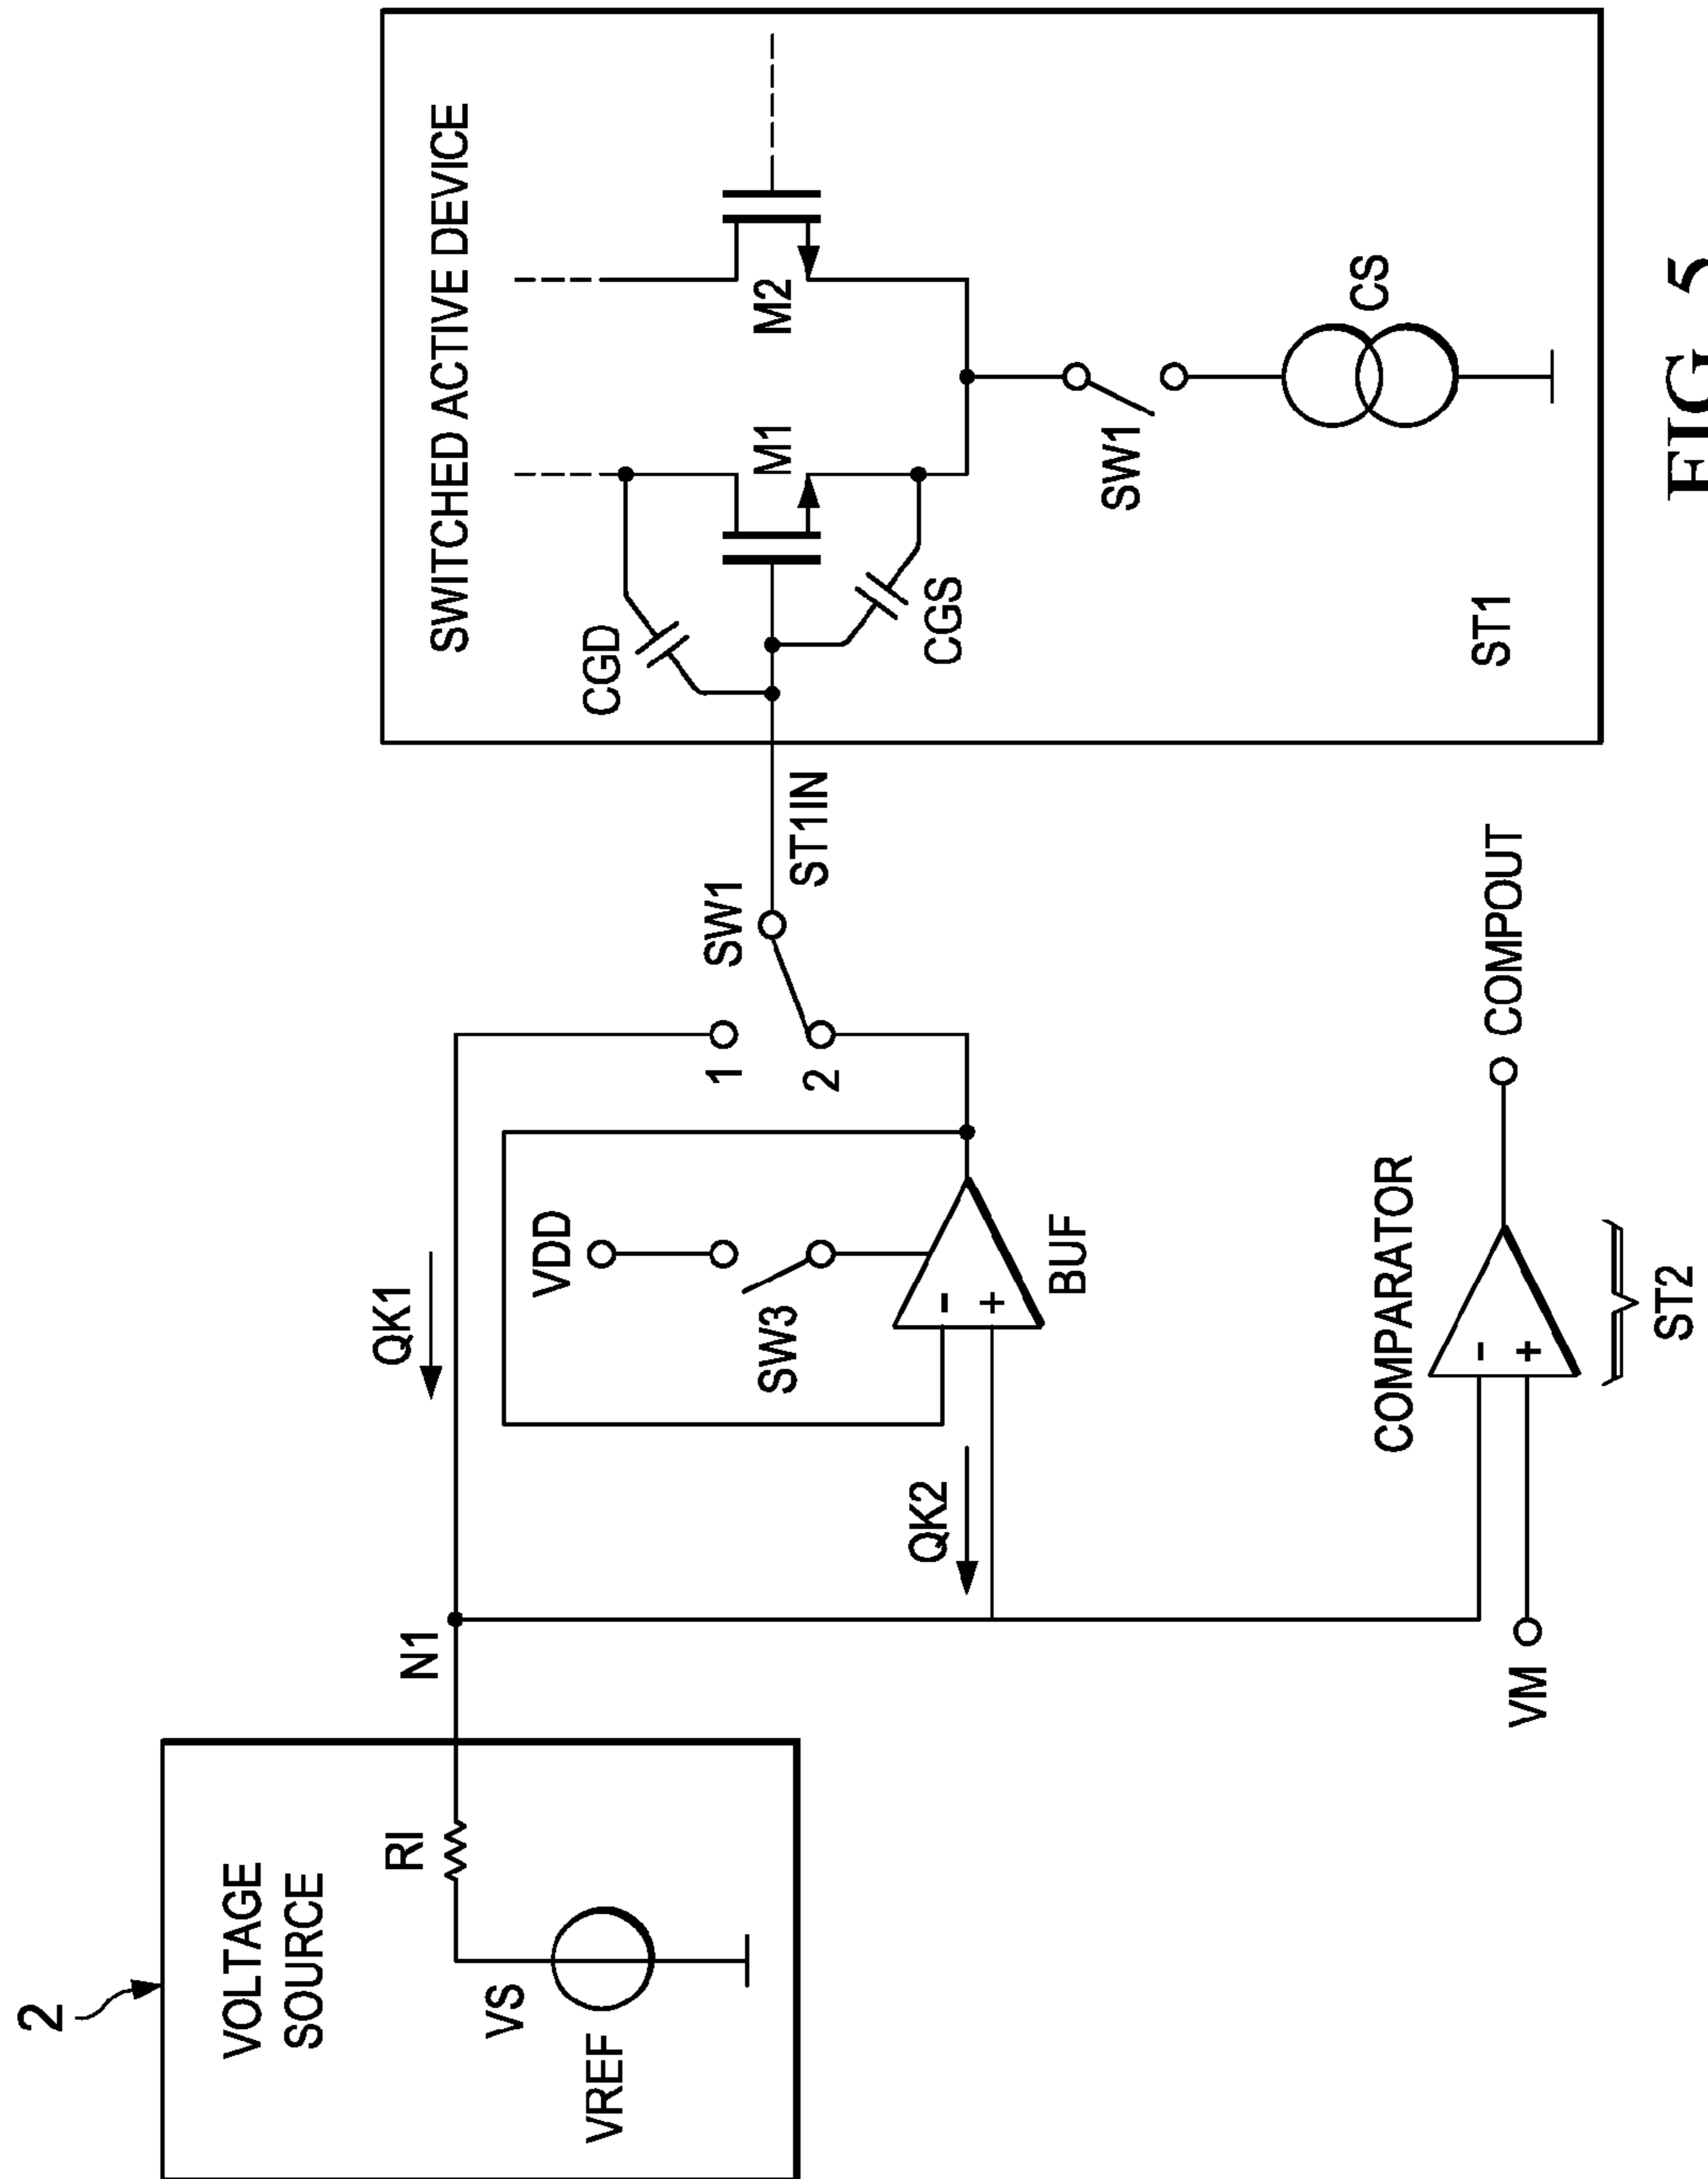 2
VOLTAGE
SOURCE
RI
VS
VREF
N1
QK1
VDD
SW3
-
+
BUF
QK2
1
2
SW1
ST1IN
SWITCHED ACTIVE DEVICE
CGD
M1
M2
CGS
SW1
CS
ST1
COMPARATOR
-
+
VM
COMPOUT
ST2
FIG. 5